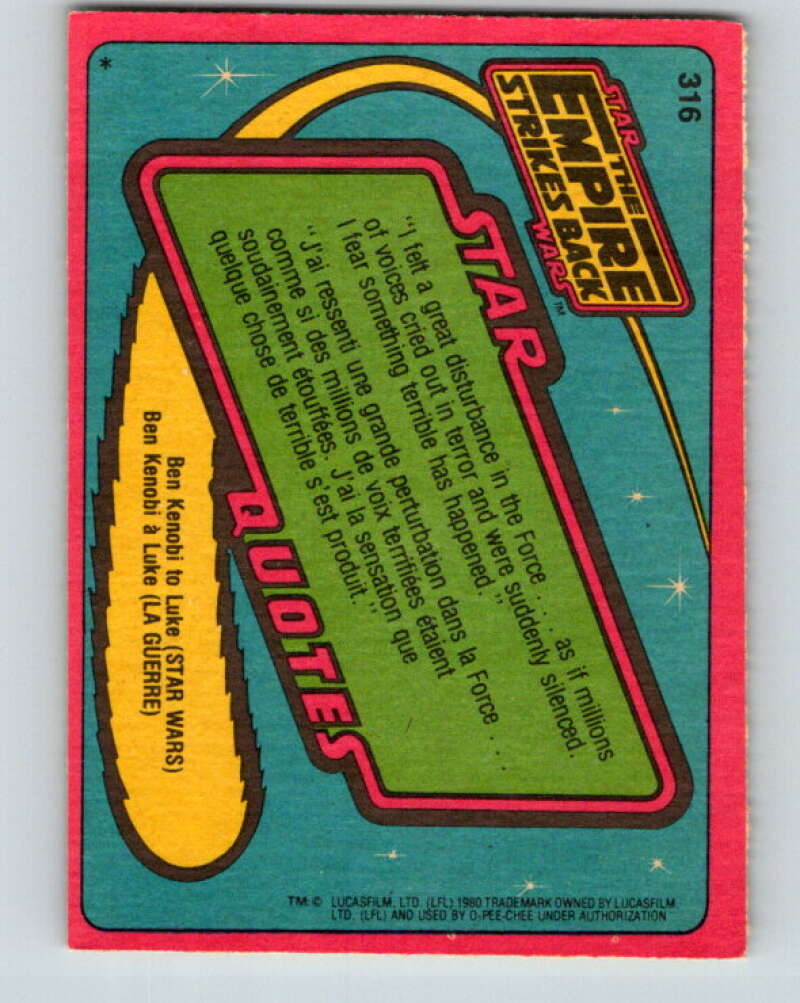 316
STAR
THE
EMPIRE
STRIKES BACK
WARS™
STAR
"I felt a great disturbance in the Force . . . as if millions
of voices cried out in terror and were suddenly silenced.
I fear something terrible has happened."
"J'ai ressenti une grande perturbation dans la Force . . .
comme si des millions de voix terrifiées étaient
soudainement étouffées. J'ai la sensation que
quelque chose de terrible s'est produit."
QUOTES
Ben Kenobi to Luke (STAR WARS)
Ben Kenobi à Luke (LA GUERRE)
*
TM: © LUCASFILM, LTD. (LFL) 1980 TRADEMARK OWNED BY LUCASFILM
LTD. (LFL) AND USED BY O-PEE-CHEE UNDER AUTHORIZATION